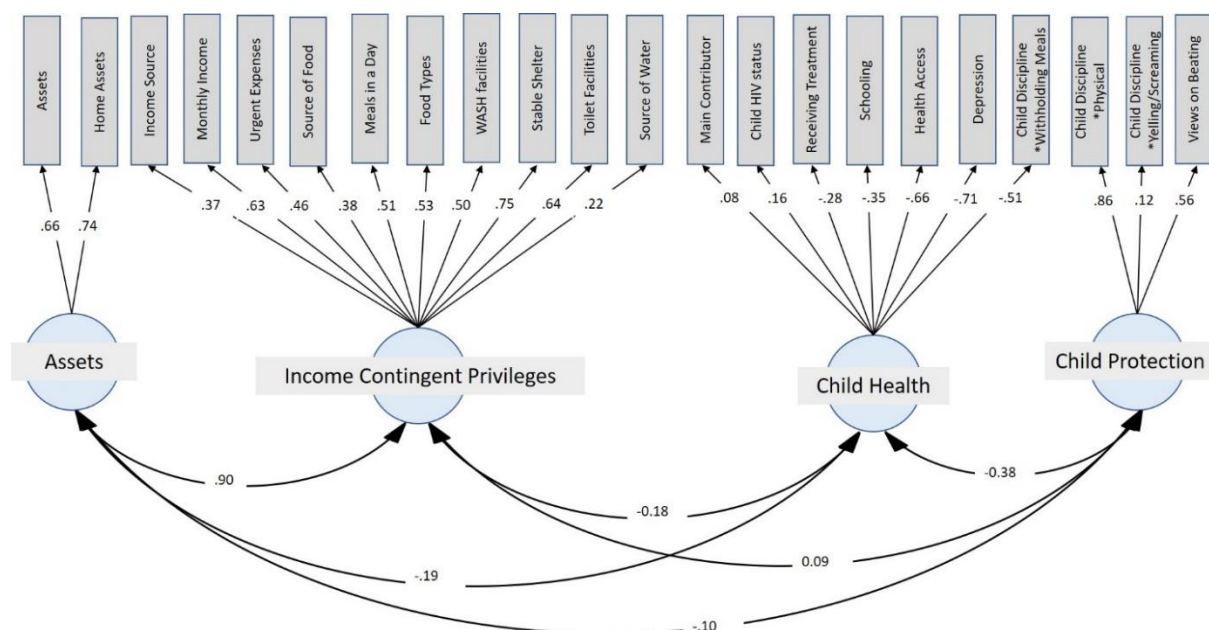 Assets
Home Assets
Income Source
Monthly Income
Urgent Expenses
Source of Food
Meals in a Day
Food Types
WASH facilities
Stable Shelter
Toilet Facilities
Source of Water
Main Contributor
Child HIV status
Receiving Treatment
Schooling
Health Access
Depression
Child Discipline
*Withholding Meals
Child Discipline
*Physical
Child Discipline
*Yelling/Screaming
Views on Beating
.66
.74
.37
.63
.46
.38
.51
.53
.50
.75
.64
.22
.08
.16
-.28
-.35
-.66
-.71
-.51
.86
.12
.56
Assets
Income Contingent Privileges
Child Health
Child Protection
.90
-0.18
-0.38
-.19
0.09
-.10